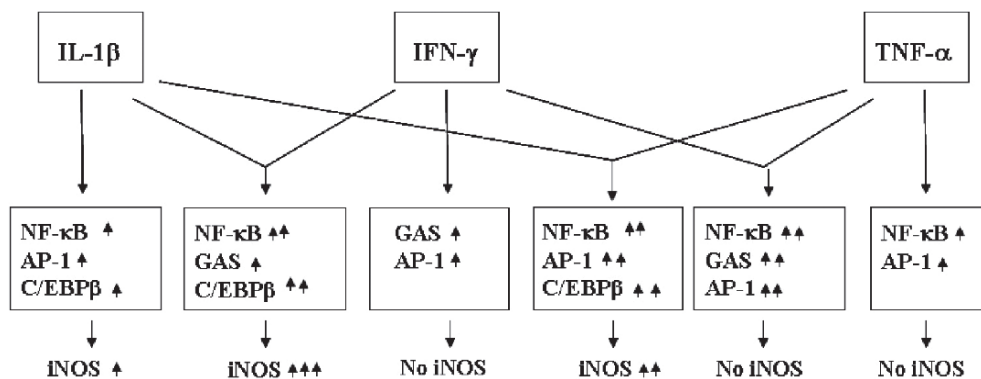 IL-1β
IFN-γ
TNF-α
NF-κB ↑
AP-1 ↑
C/EBPβ ↑
NF-κB ↑↑
GAS ↑
C/EBPβ ↑↑
GAS ↑
AP-1 ↑
NF-κB ↑↑
AP-1 ↑↑
C/EBPβ ↑↑
NF-κB ↑↑
GAS ↑↑
AP-1 ↑↑
NF-κB ↑
AP-1 ↑
iNOS ↑
iNOS ↑↑↑
No iNOS
iNOS ↑↑
No iNOS
No iNOS